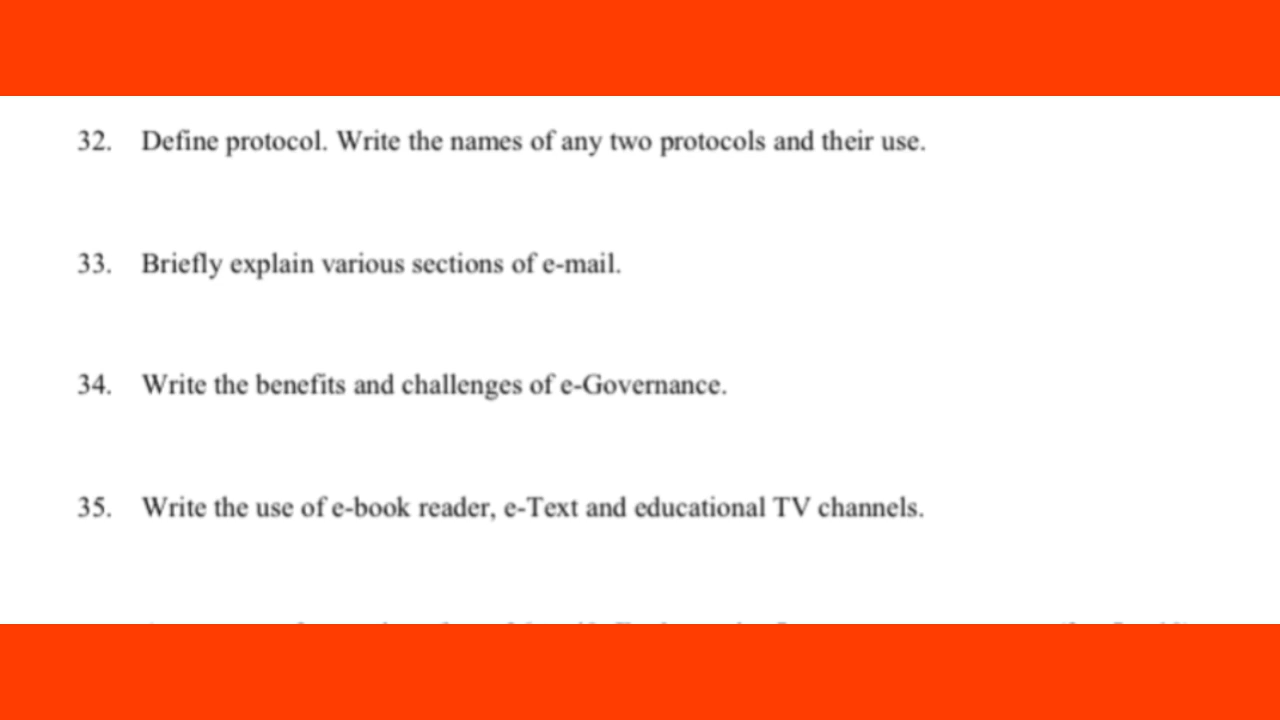 32. Define protocol. Write the names of any two protocols and their use.
33. Briefly explain various sections of e-mail.
34. Write the benefits and challenges of e-Governance.
35. Write the use of e-book reader, e-Text and educational TV channels.